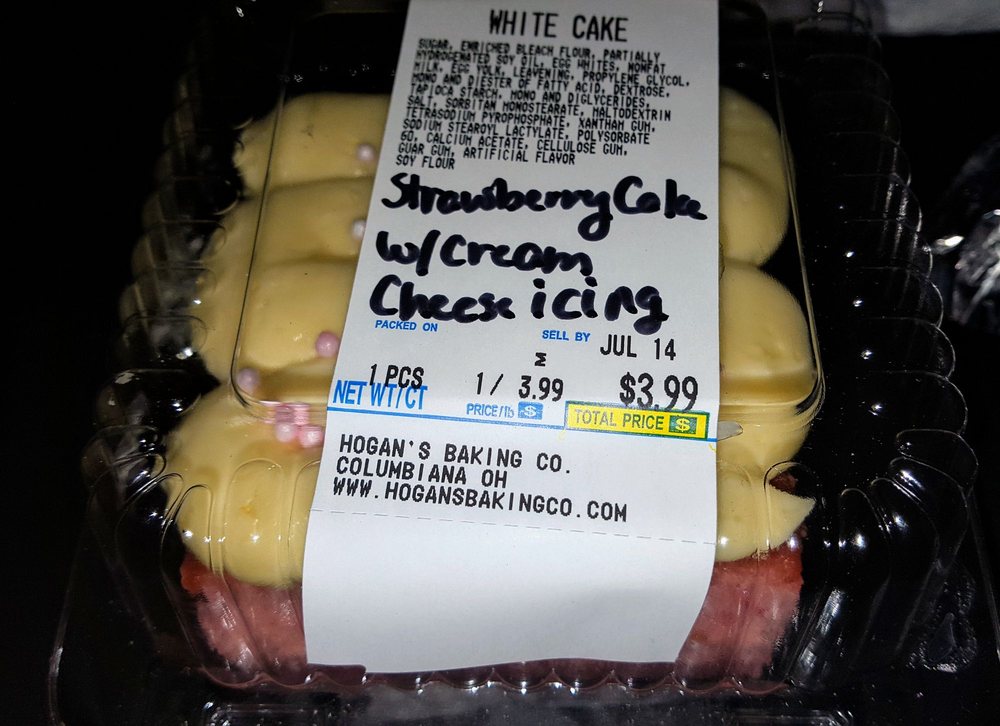 WHITE CAKE
SUGAR, ENRICHED BLEACH FLOUR, PARTIALLY
HYDROGENATED SOY OIL, EGG WHITES, NONFAT
MILK, EGG YOLK, LEAVENING, PROPYLENE GLYCOL,
MONO AND DIESTER OF FATTY ACID, DEXTROSE,
TAPIOCA STARCH, MONO AND DIGLYCERIDES,
SALT, SORBITAN MONOSTEARATE, MALTODEXTRIN
TETRASODIUM PYROPHOSPHATE, XANTHAM GUM,
SODIUM STEAROYL LACTYLATE, POLYSORBATE
60, CALCIUM ACETATE, CELLULOSE GUM,
GUAR GUM, ARTIFICIAL FLAVOR
SOY FLOUR
Strawberry Cake
w/Cream
Cheese icing
PACKED ON SELL BY JUL 14
M
1 PCS 1/ 3.99 $3.99
NET WT/CT PRICE/lb $ TOTAL PRICE $
HOGAN'S BAKING CO.
COLUMBIANA OH
WWW.HOGANSBAKINGCO.COM